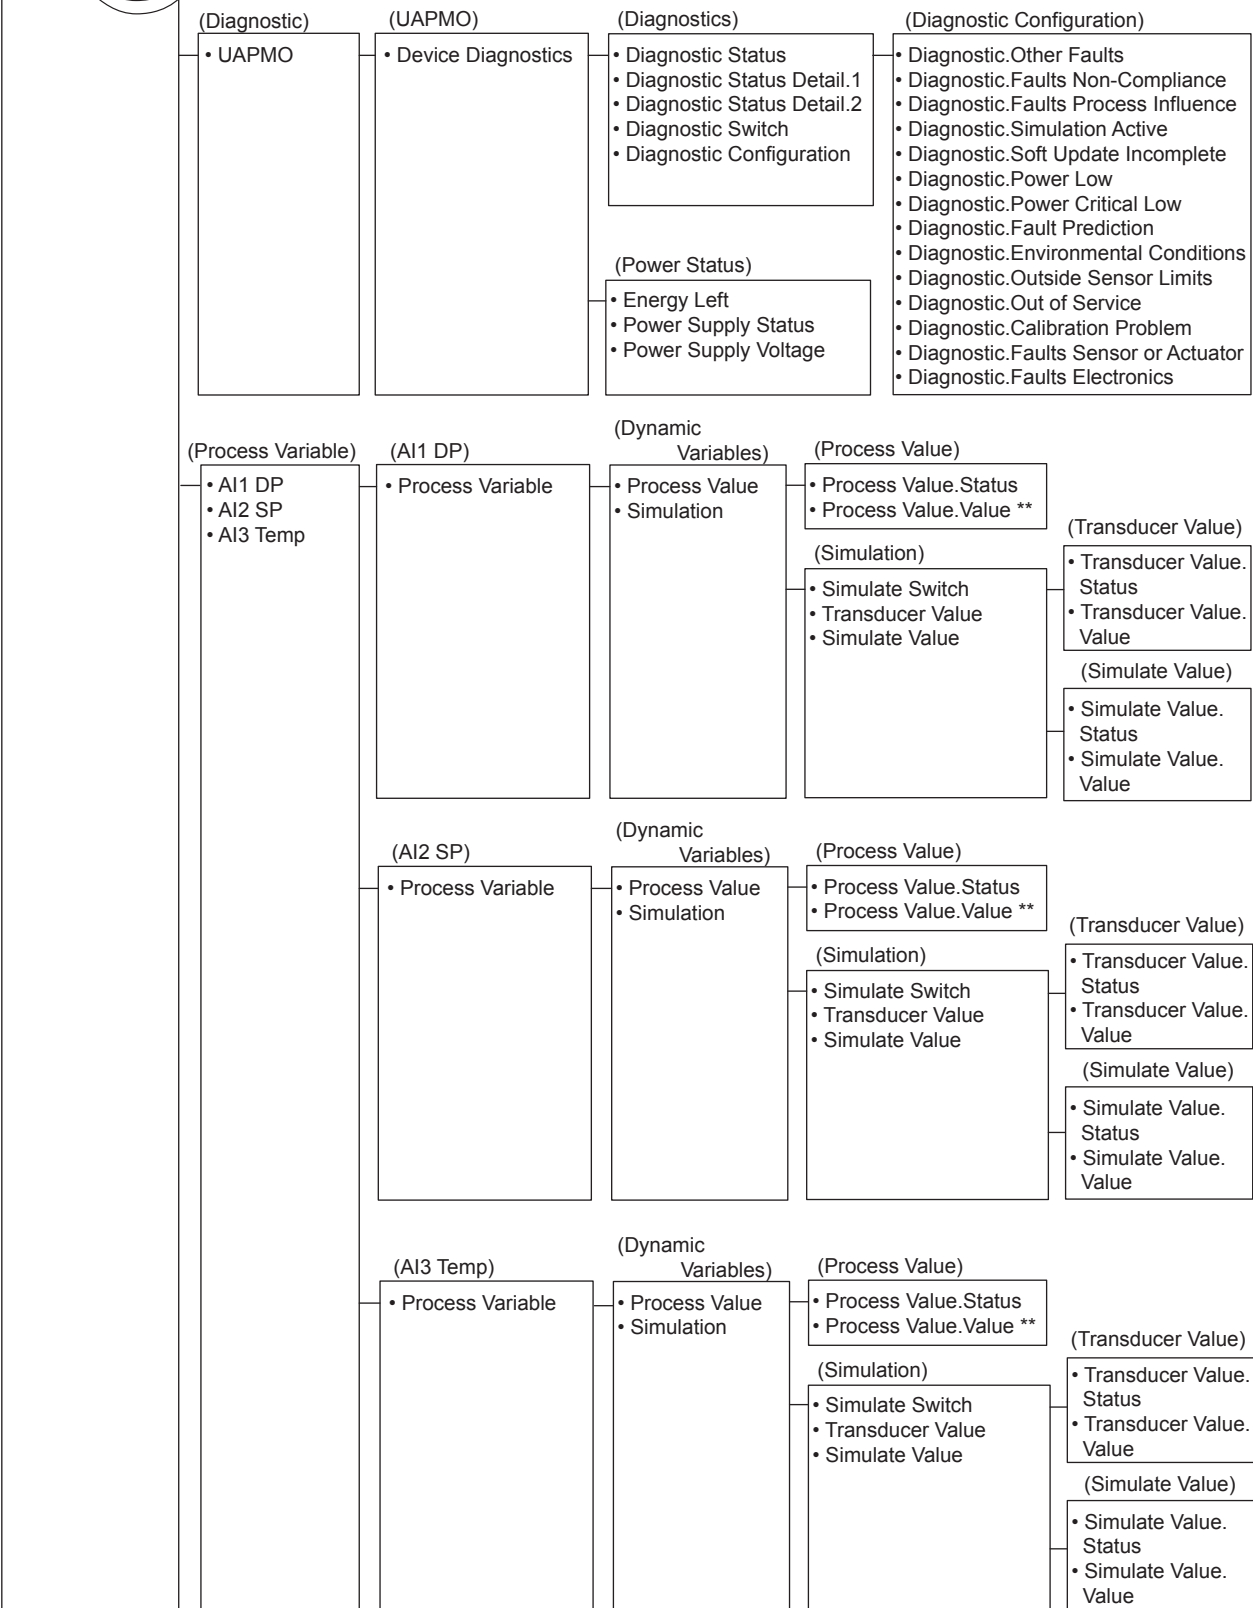 (Diagnostic)
• UAPMO
(UAPMO)
• Device Diagnostics
(Diagnostics)
• Diagnostic Status
• Diagnostic Status Detail.1
• Diagnostic Status Detail.2
• Diagnostic Switch
• Diagnostic Configuration
(Diagnostic Configuration)
• Diagnostic.Other Faults
• Diagnostic.Faults Non-Compliance
• Diagnostic.Faults Process Influence
• Diagnostic.Simulation Active
• Diagnostic.Soft Update Incomplete
• Diagnostic.Power Low
• Diagnostic.Power Critical Low
• Diagnostic.Fault Prediction
• Diagnostic.Environmental Conditions
• Diagnostic.Outside Sensor Limits
• Diagnostic.Out of Service
• Diagnostic.Calibration Problem
• Diagnostic.Faults Sensor or Actuator
• Diagnostic.Faults Electronics
(Power Status)
• Energy Left
• Power Supply Status
• Power Supply Voltage
(Process Variable)
• AI1 DP
• AI2 SP
• AI3 Temp
(AI1 DP)
• Process Variable
(Dynamic
Variables)
• Process Value
• Simulation
(Process Value)
• Process Value.Status
• Process Value.Value **
(Simulation)
• Simulate Switch
• Transducer Value
• Simulate Value
(Transducer Value)
• Transducer Value.
Status
• Transducer Value.
Value
(Simulate Value)
• Simulate Value.
Status
• Simulate Value.
Value
(AI2 SP)
• Process Variable
(Dynamic
Variables)
• Process Value
• Simulation
(Process Value)
• Process Value.Status
• Process Value.Value **
(Simulation)
• Simulate Switch
• Transducer Value
• Simulate Value
(Transducer Value)
• Transducer Value.
Status
• Transducer Value.
Value
(Simulate Value)
• Simulate Value.
Status
• Simulate Value.
Value
(AI3 Temp)
• Process Variable
(Dynamic
Variables)
• Process Value
• Simulation
(Process Value)
• Process Value.Status
• Process Value.Value **
(Simulation)
• Simulate Switch
• Transducer Value
• Simulate Value
(Transducer Value)
• Transducer Value.
Status
• Transducer Value.
Value
(Simulate Value)
• Simulate Value.
Status
• Simulate Value.
Value